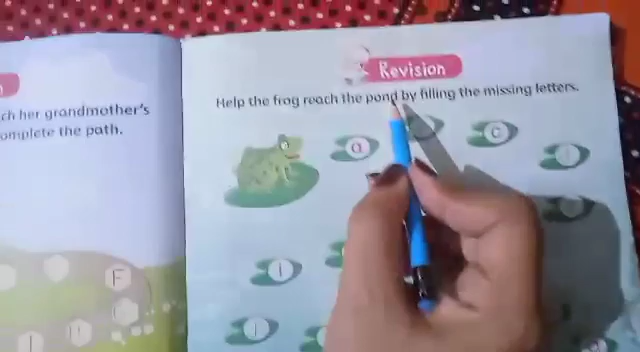 Revision
ch her grandmother's
Help the frog reach the pond by filling the missing letters.
omplete the path.
a
c
F